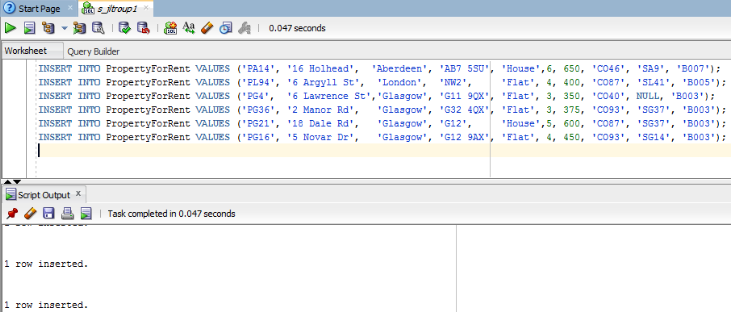 Start Page × s_jltroup1 ×
0.047 seconds
Worksheet Query Builder
INSERT INTO PropertyForRent VALUES ('PA14', '16 Holhead', 'Aberdeen', 'AB7 5SU', 'House',6, 650, 'CO46', 'SA9', 'B007');
INSERT INTO PropertyForRent VALUES ('PL94', '6 Argyll St', 'London', 'NW2', 'Flat', 4, 400, 'CO87', 'SL41', 'B005');
INSERT INTO PropertyForRent VALUES ('PG4', '6 Lawrence St','Glasgow', 'G11 9QX', 'Flat', 3, 350, 'CO40', NULL, 'B003');
INSERT INTO PropertyForRent VALUES ('PG36', '2 Manor Rd', 'Glasgow', 'G32 4QX', 'Flat', 3, 375, 'CO93', 'SG37', 'B003');
INSERT INTO PropertyForRent VALUES ('PG21', '18 Dale Rd', 'Glasgow', 'G12', 'House',5, 600, 'CO87', 'SG37', 'B003');
INSERT INTO PropertyForRent VALUES ('PG16', '5 Novar Dr', 'Glasgow', 'G12 9AX', 'Flat', 4, 450, 'CO93', 'SG14', 'B003');
Script Output ×
Task completed in 0.047 seconds
1 row inserted.
1 row inserted.
1 row inserted.